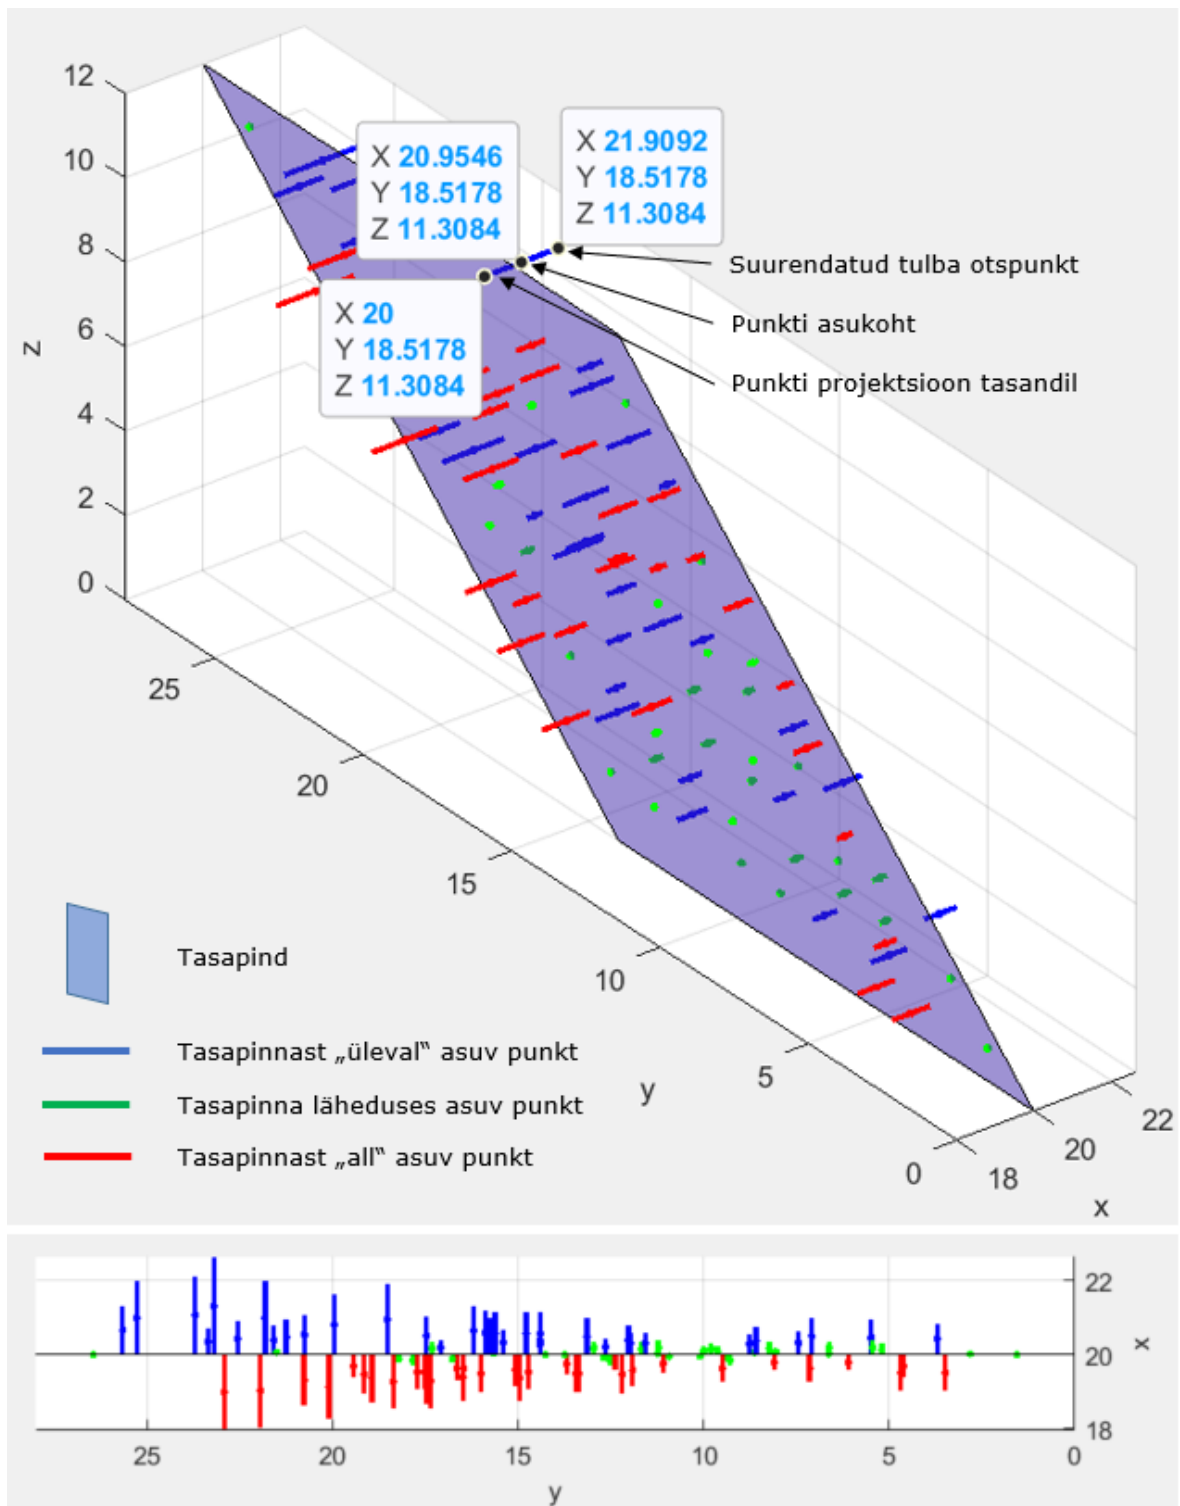 12
10
8
6
4
2
0
z
X 20.9546
Y 18.5178
Z 11.3084
X 21.9092
Y 18.5178
Z 11.3084
X 20
Y 18.5178
Z 11.3084
Suurendatud tulba otspunkt
Punkti asukoht
Punkti projektsioon tasandil
25
20
15
10
5
0
y
18
20
22
x
Tasapind
Tasapinnast „üleval“ asuv punkt
Tasapinna läheduses asuv punkt
Tasapinnast „all“ asuv punkt
22
20
18
x
25
20
15
10
5
0
y